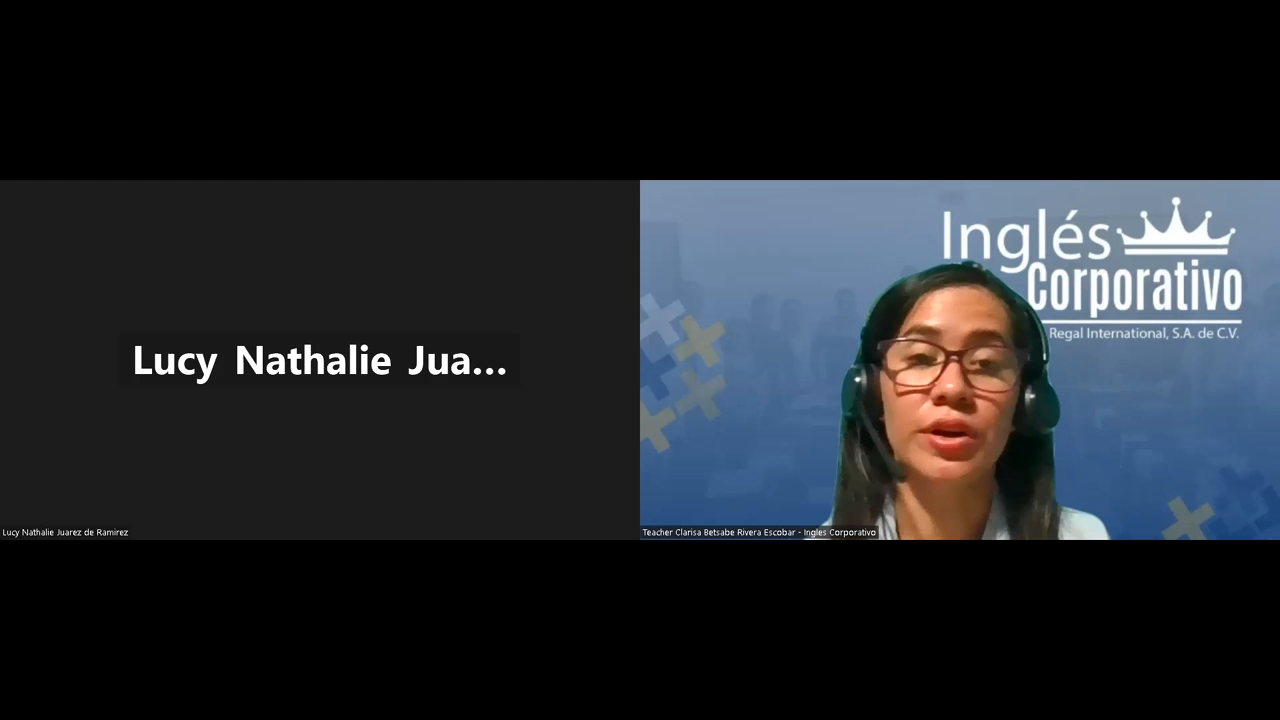 Lucy Nathalie Jua...
Lucy Nathalie Juarez de Ramirez
Inglés
Corporativo
Regal International, S.A. de C.V.
Teacher Clarisa Betsabe Rivera Escobar - Ingles Corporativo